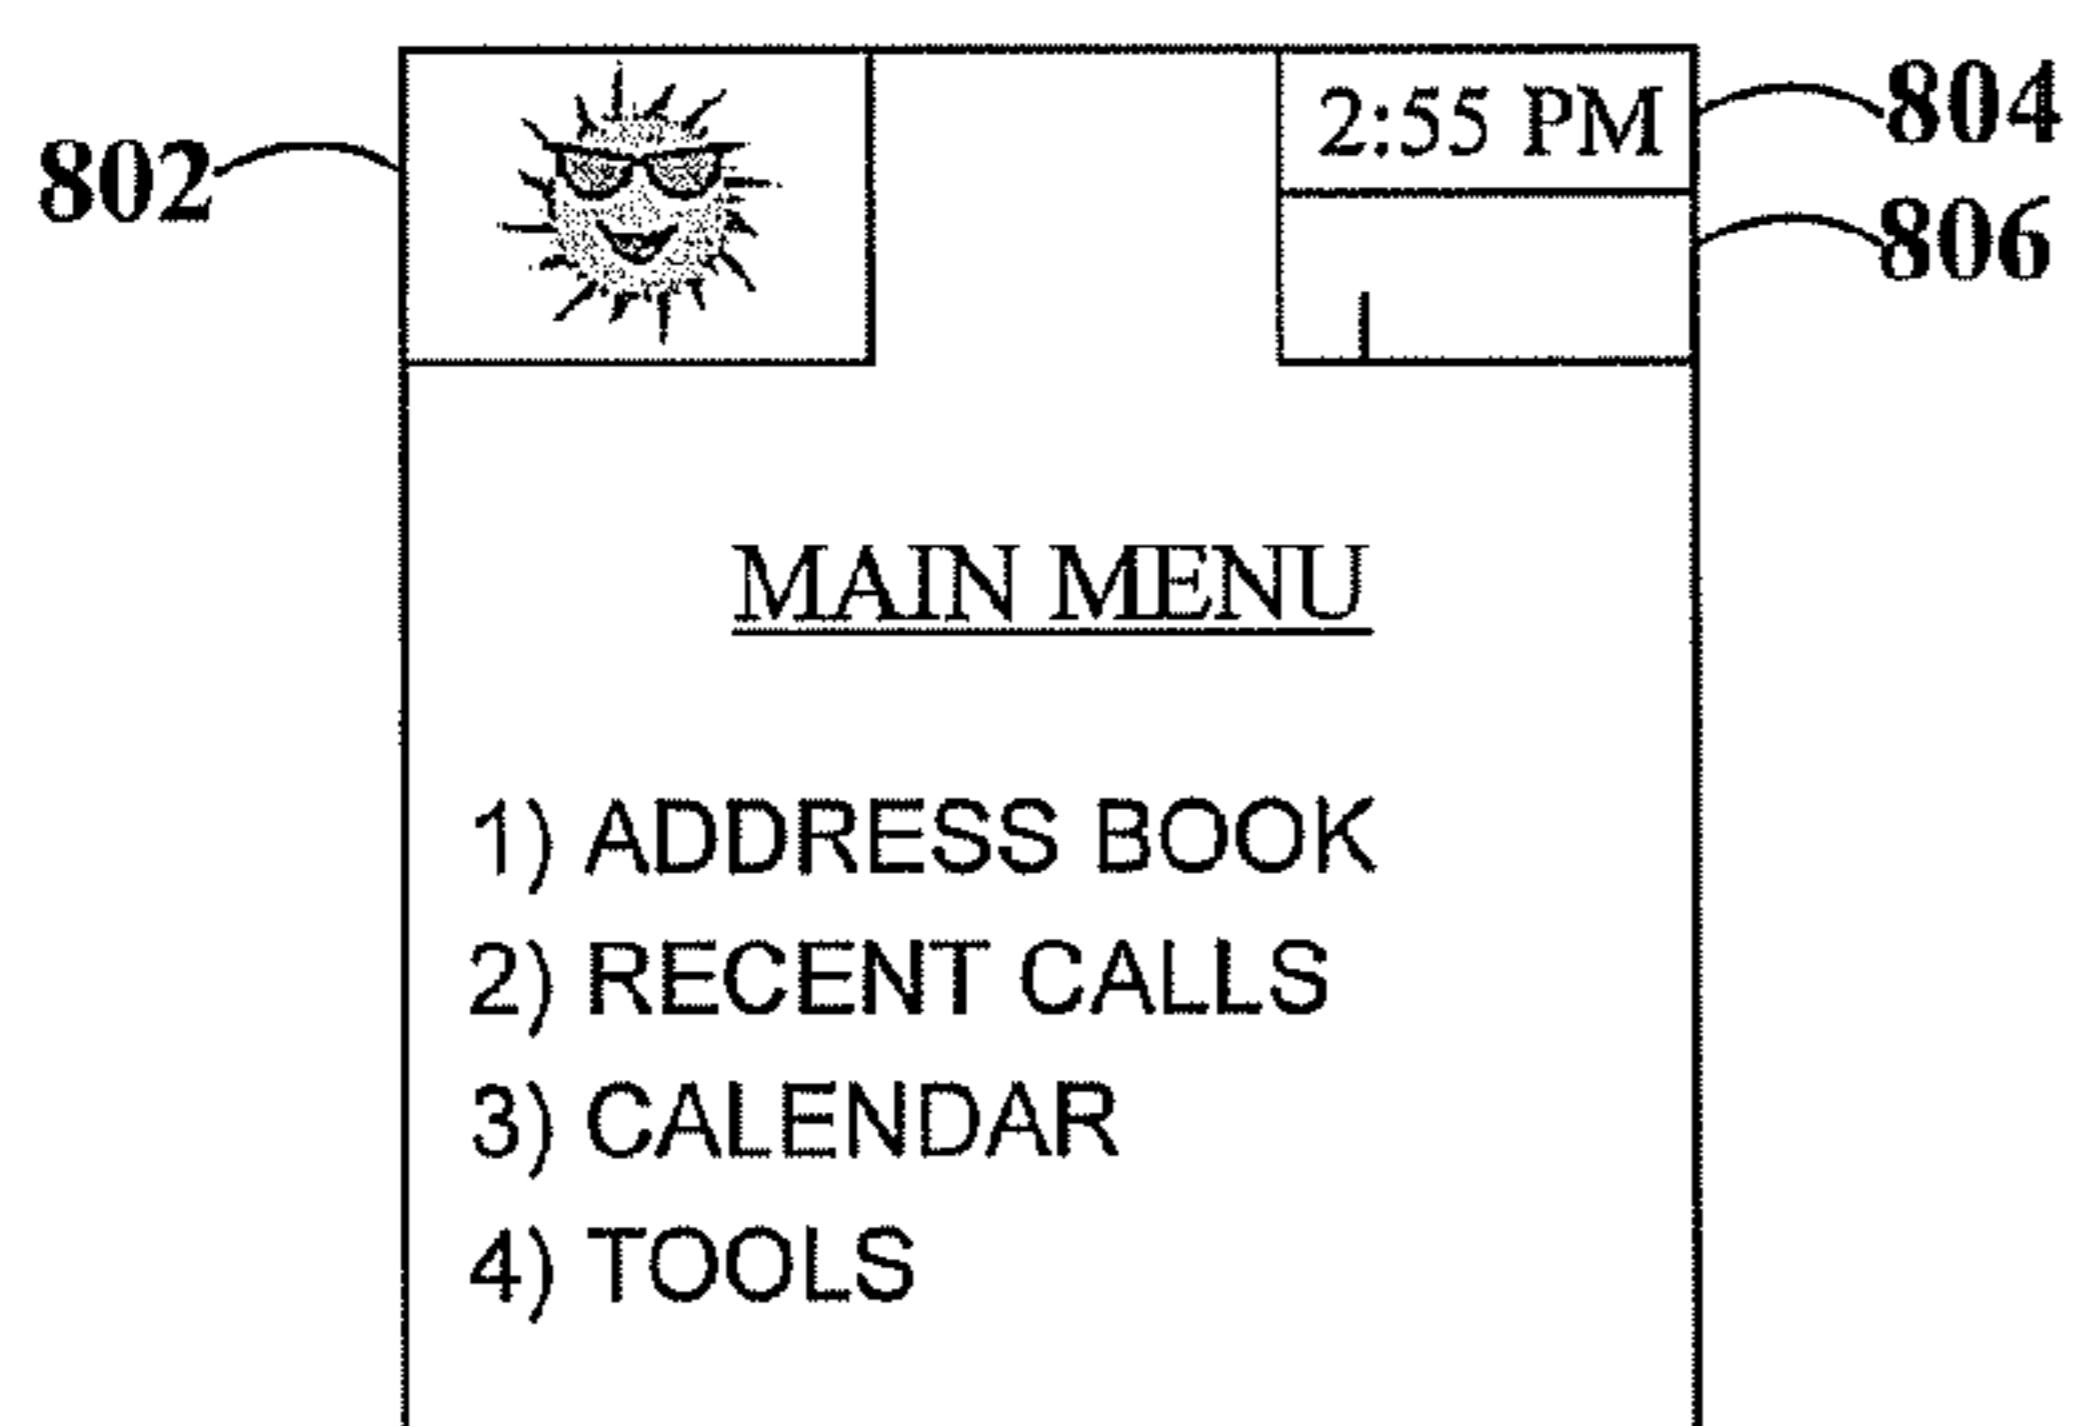 802
2:55 PM
804
806
MAIN MENU
1) ADDRESS BOOK
2) RECENT CALLS
3) CALENDAR
4) TOOLS